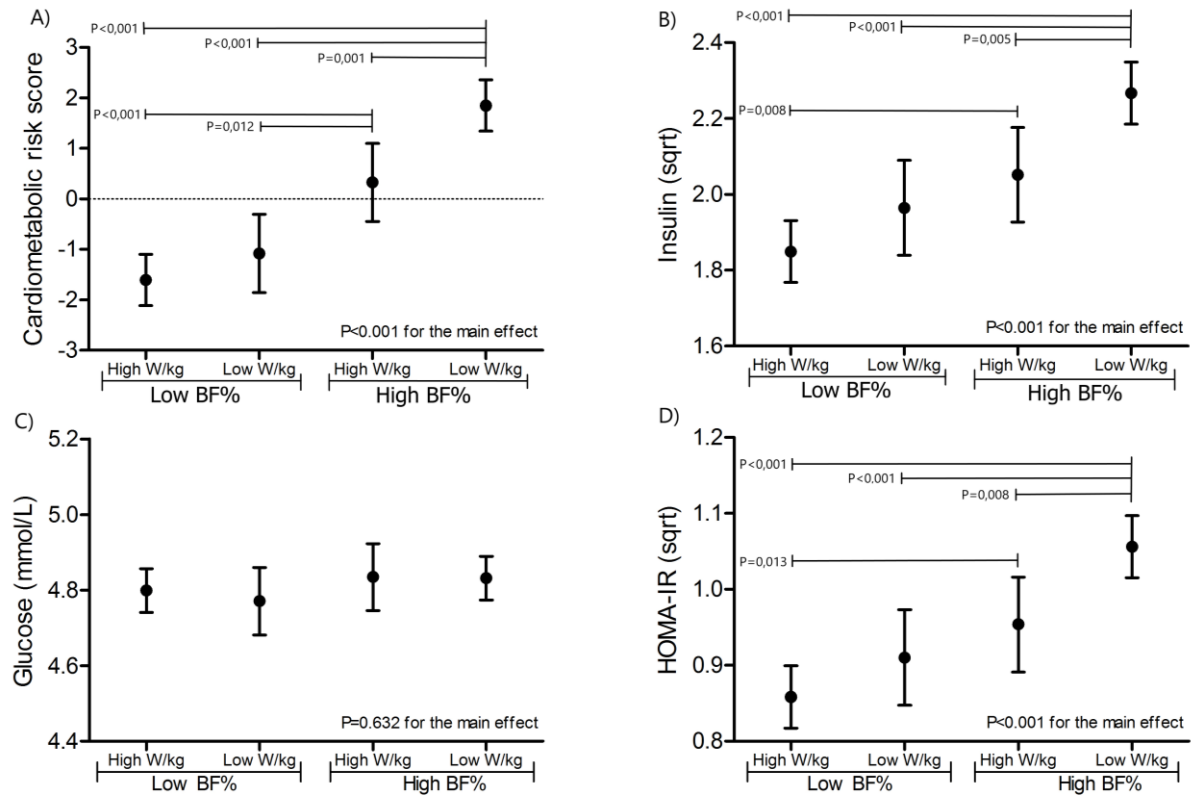 A)
P<0,001
P<0,001
P=0,001
P<0,001
P=0,012
Cardiometabolic risk score
3
2
1
0
-1
-2
-3
P<0.001 for the main effect
High W/kg Low W/kg High W/kg Low W/kg
Low BF% High BF%
B)
P<0,001
P<0,001
P=0,005
P=0,008
Insulin (sqrt)
2.4
2.2
2.0
1.8
1.6
P<0.001 for the main effect
High W/kg Low W/kg High W/kg Low W/kg
Low BF% High BF%
C)
Glucose (mmol/L)
5.2
5.0
4.8
4.6
4.4
P=0.632 for the main effect
High W/kg Low W/kg High W/kg Low W/kg
Low BF% High BF%
D)
P<0,001
P<0.001
P=0,008
P=0,013
HOMA-IR (sqrt)
1.2
1.1
1.0
0.9
0.8
P<0.001 for the main effect
High W/kg Low W/kg High W/kg Low W/kg
Low BF% High BF%